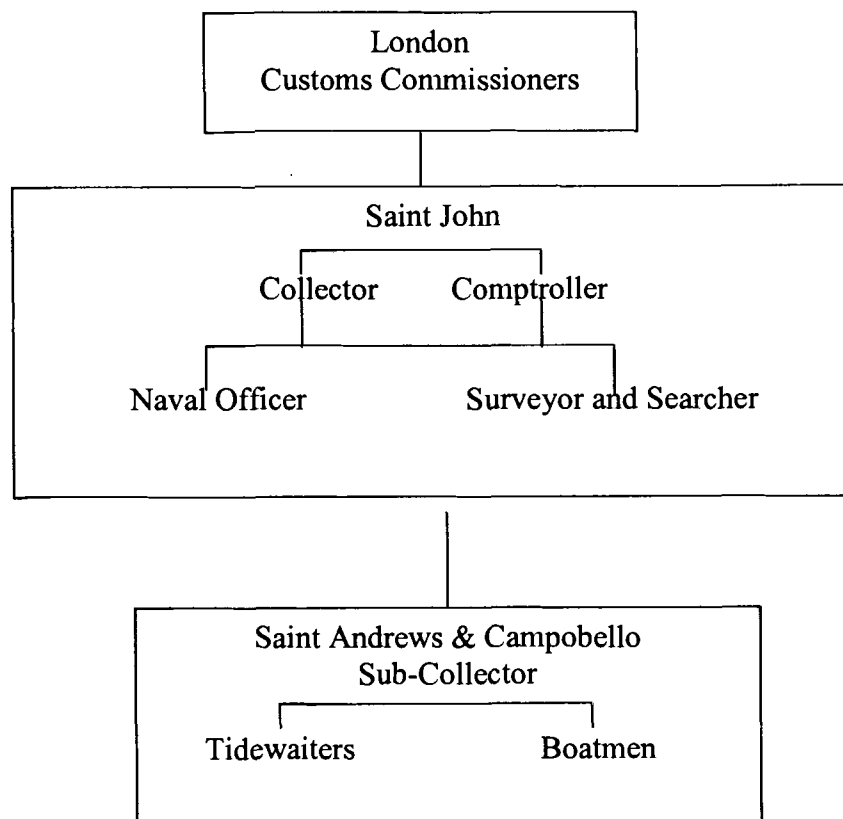 London
Customs Commissioners
Saint John
Collector Comptroller
Naval Officer Surveyor and Searcher
Saint Andrews & Campobello
Sub-Collector
Tidewaiters Boatmen